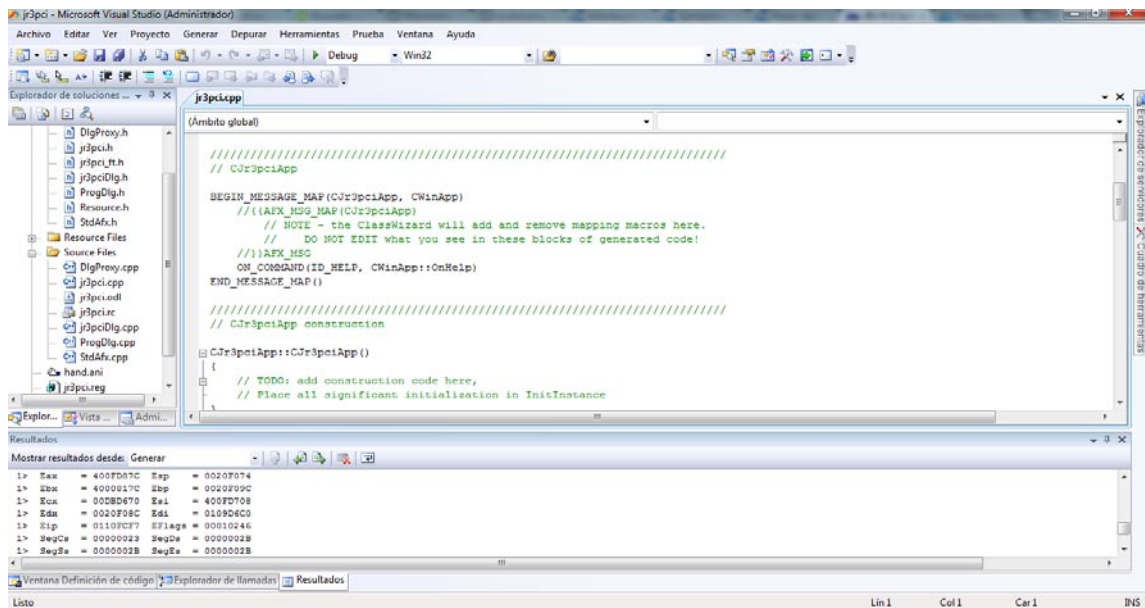 jr3pci - Microsoft Visual Studio (Administrador)
Archivo Editar Ver Proyecto Generar Depurar Herramientas Prueba Ventana Ayuda
Debug Win32
Explorador de soluciones ...
jr3pci.cpp
(Ámbito global)
DlgProxy.h
jr3pci.h
jr3pci_ft.h
jr3pciDlg.h
ProgDlg.h
Resource.h
StdAfx.h
Resource Files
Source Files
DlgProxy.cpp
jr3pci.cpp
jr3pci.odl
jr3pci.rc
jr3pciDlg.cpp
ProgDlg.cpp
StdAfx.cpp
hand.ani
jr3pci.reg
Explor... Vista ... Admi...
/////////////////////////////////////////////////////////////////////////////
// CJr3pciApp
BEGIN_MESSAGE_MAP(CJr3pciApp, CWinApp)
//{{AFX_MSG_MAP(CJr3pciApp)
// NOTE - the ClassWizard will add and remove mapping macros here.
// DO NOT EDIT what you see in these blocks of generated code!
//}}AFX_MSG
ON_COMMAND(ID_HELP, CWinApp::OnHelp)
END_MESSAGE_MAP()
/////////////////////////////////////////////////////////////////////////////
// CJr3pciApp construction
CJr3pciApp::CJr3pciApp()
{
// TODO: add construction code here,
// Place all significant initialization in InitInstance
}
Explorador de servidores
Cuadro de herramientas
Resultados
Mostrar resultados desde: Generar
1> Eax = 400FD07C Esp = 0020F074
1> Ebx = 4000017C Ebp = 0020F09C
1> Ecx = 00DBD670 Esi = 400FD708
1> Edx = 0020F08C Edi = 0109D6C0
1> Eip = 0110FCF7 EFlags = 00010246
1> SegCs = 00000023 SegDs = 0000002B
1> SegSs = 0000002B SegEs = 0000002B
Ventana Definición de código Explorador de llamadas Resultados
Listo Lín 1 Col 1 Car 1 INS